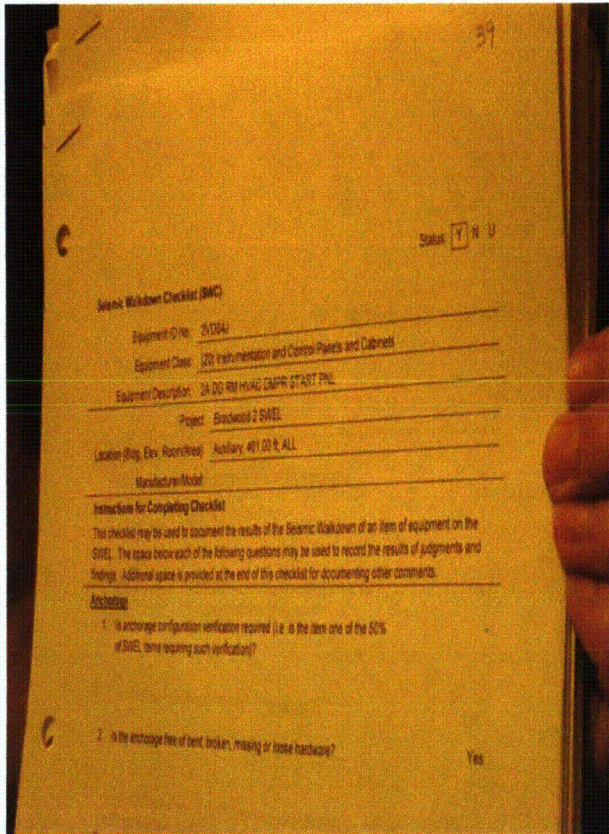 39
Status Y N U
Seismic Walkdown Checklist (SWC)
Equipment ID No. 2VD04J
Equipment Class (20) Instrumentation and Control Panels and Cabinets
Equipment Description 2A DG RM HVAC DMPR START PNL
Project Braidwood 2 SWEL
Location (Bldg, Elev, Room/Area) Auxiliary, 401.00 ft, ALL
Manufacturer/Model
Instructions for Completing Checklist
This checklist may be used to document the results of the Seismic Walkdown of an item of equipment on the
SWEL. The space below each of the following questions may be used to record the results of judgments and
findings. Additional space is provided at the end of this checklist for documenting other comments.
Anchorage
1. Is anchorage configuration verification required (i.e. is the item one of the 50%
of SWEL items requiring such verification)?
2. Is the anchorage free of bent, broken, missing or loose hardware?
Yes